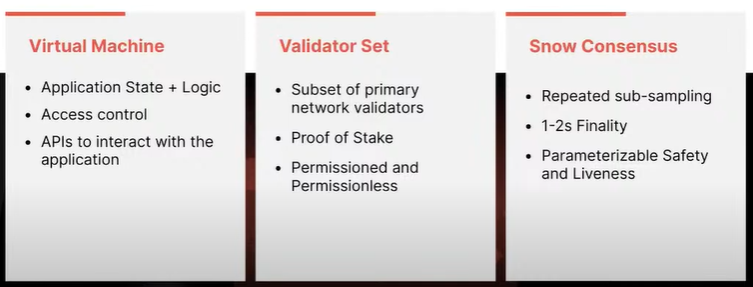 Virtual Machine
• Application State + Logic
• Access control
• APIs to interact with the
application
Validator Set
• Subset of primary
network validators
• Proof of Stake
• Permissioned and
Permissionless
Snow Consensus
• Repeated sub-sampling
• 1-2s Finality
• Parameterizable Safety
and Liveness